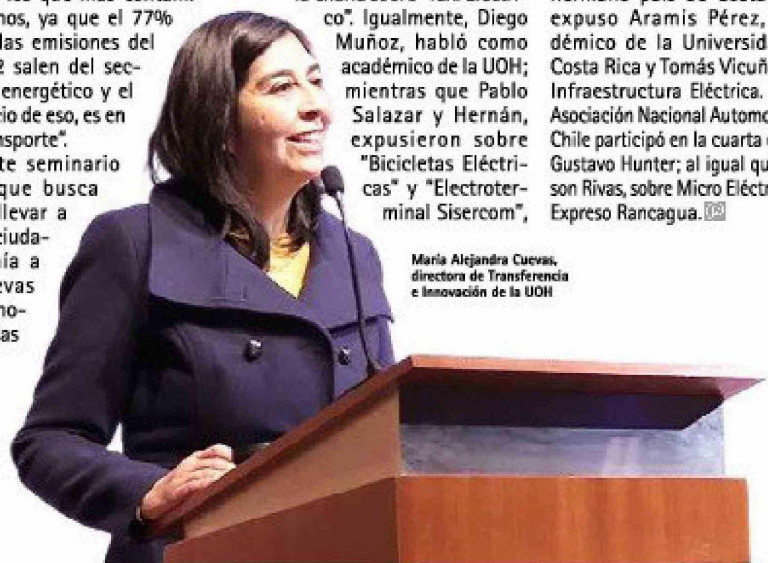 nos, ya que el 77%
las emisiones del
2 salen del sec-
energético y el
cio de eso, es en
nsporte".
te seminario
que busca
llevar a
ciuda-
nía a
evas
no-
as
co". Igualmente, Diego
Muñoz, habló como
académico de la UOH;
mientras que Pablo
Salazar y Hernán,
expusieron sobre
"Bicicletas Eléctri-
cas" y "Electroter-
minal Sisercom",
expuso Aramis Pérez,
démico de la Universid
Costa Rica y Tomás Vicuñ
Infraestructura Eléctrica.
Asociación Nacional Automo
Chile participó en la cuarta
Gustavo Hunter; al igual qu
son Rivas, sobre Micro Eléctr
Expreso Rancagua.
María Alejandra Cuevas,
directora de Transferencia
e Innovación de la UOH